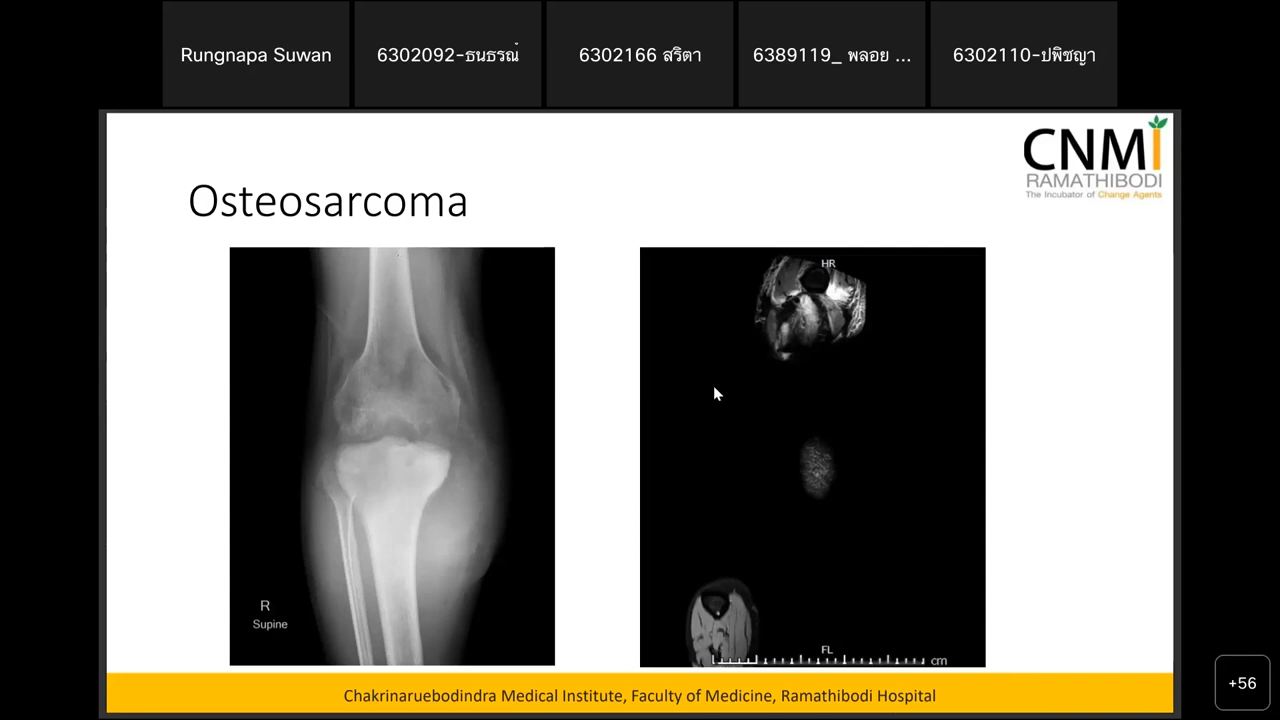 Rungnapa Suwan
6302092-ธนธรณ์
6302166 สริตา
6389119_ พลอย ...
6302110-ปพิชญา
CNMI
RAMATHIBODI
The Incubator of Change Agents
Osteosarcoma
HR
R
Supine
FL
cm
Chakrinaruebodindra Medical Institute, Faculty of Medicine, Ramathibodi Hospital
+56